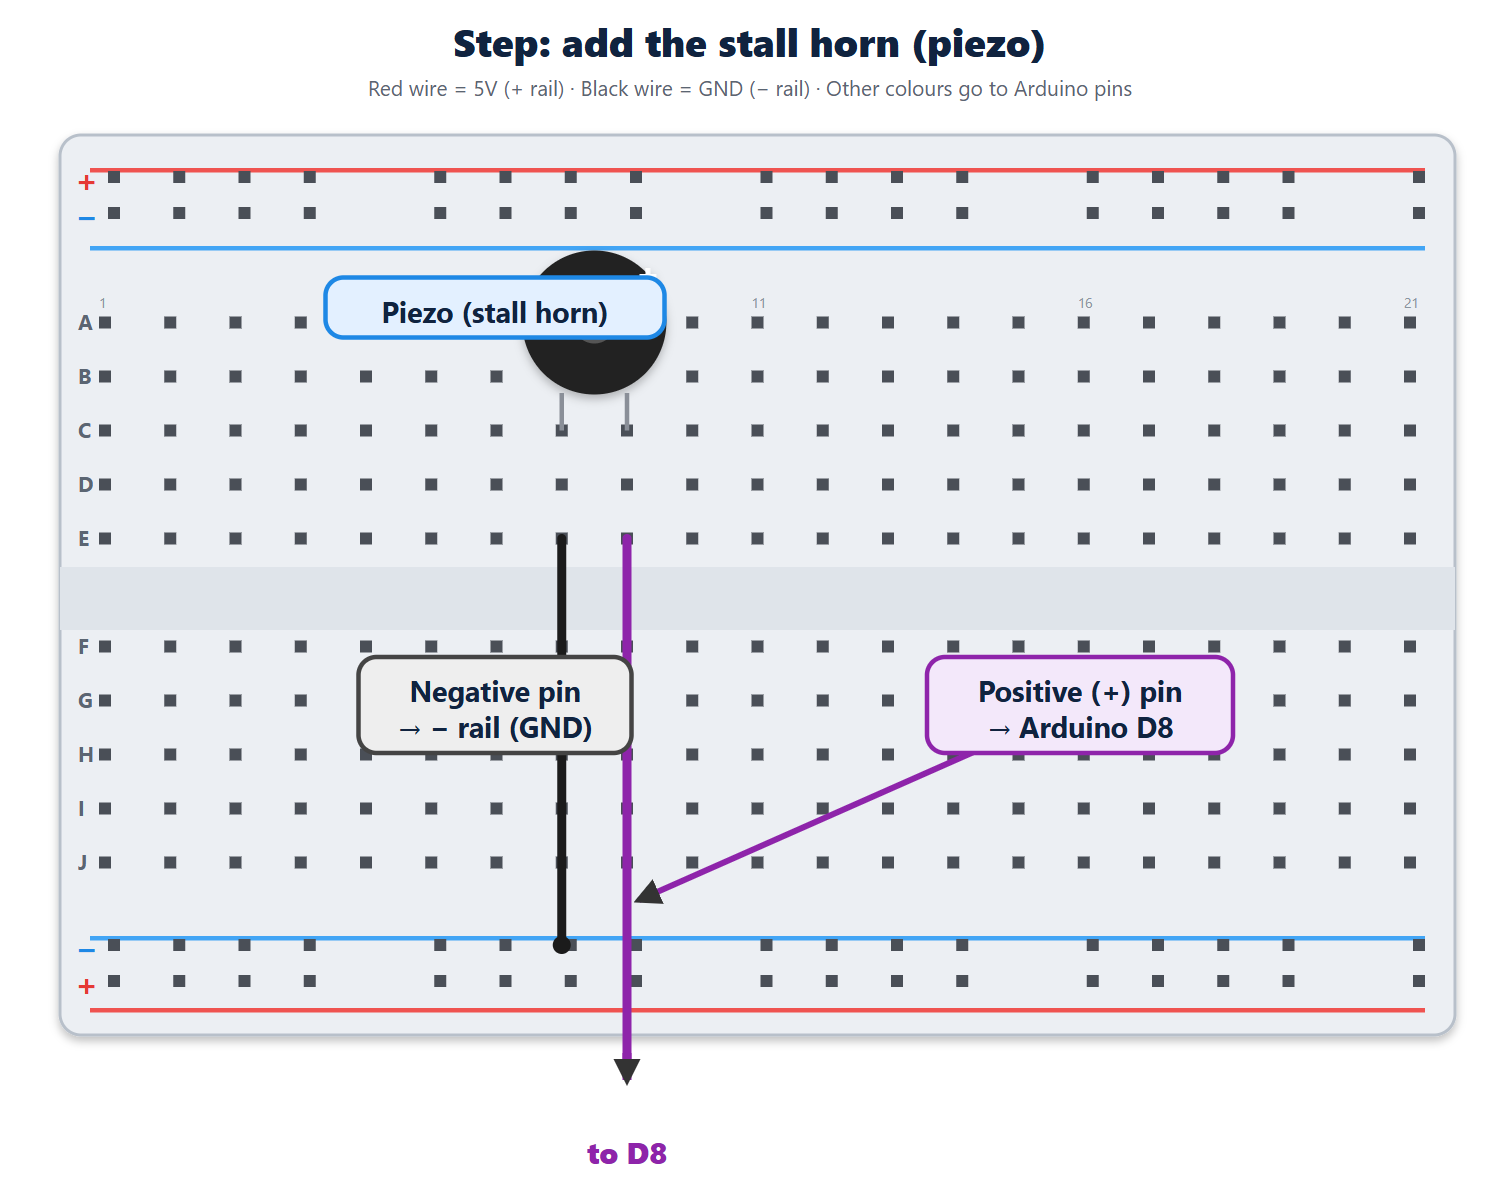 Step: add the stall horn (piezo)
Red wire = 5V (+ rail) · Black wire = GND (− rail) · Other colours go to Arduino pins
+
−
1
11
16
21
Piezo (stall horn)
A
B
C
D
E
F
G
H
I
J
Negative pin
→ − rail (GND)
Positive (+) pin
→ Arduino D8
−
+
to D8